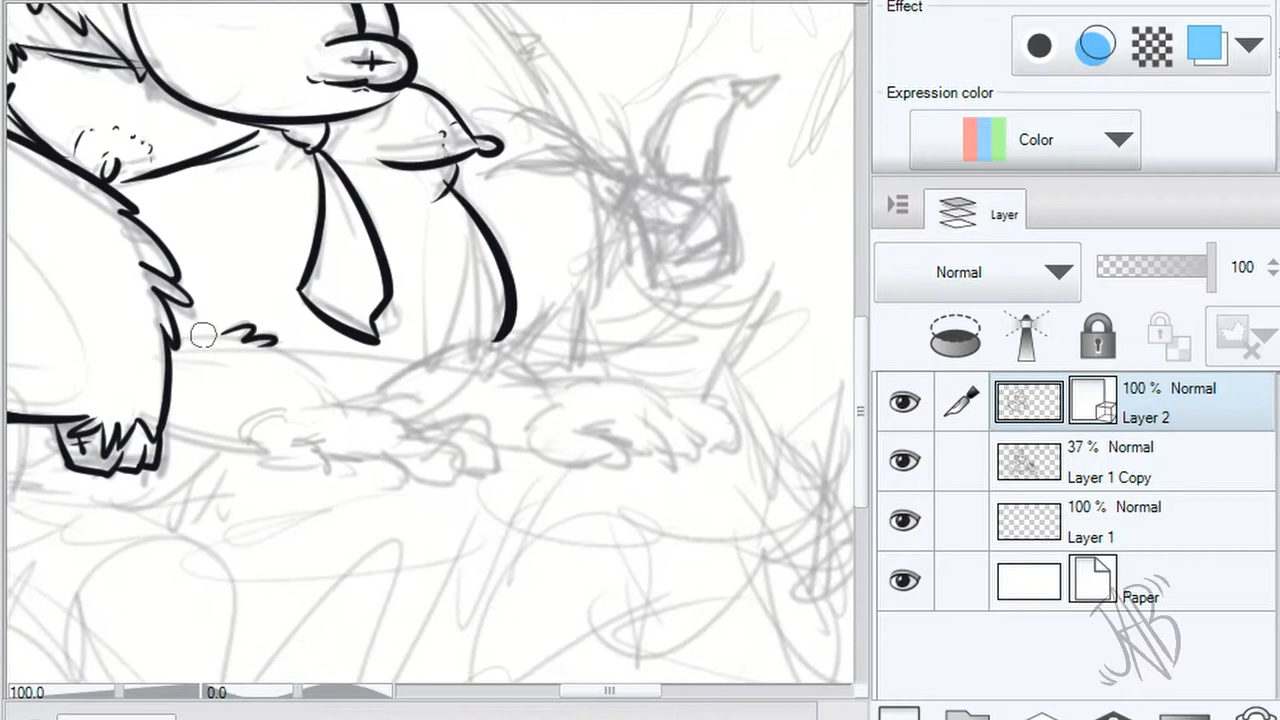 Effect
Expression color
Color
Layer
Normal
100
100 % Normal
Layer 2
37 % Normal
Layer 1 Copy
100 % Normal
Layer 1
Paper
JAB
100.0
0.0